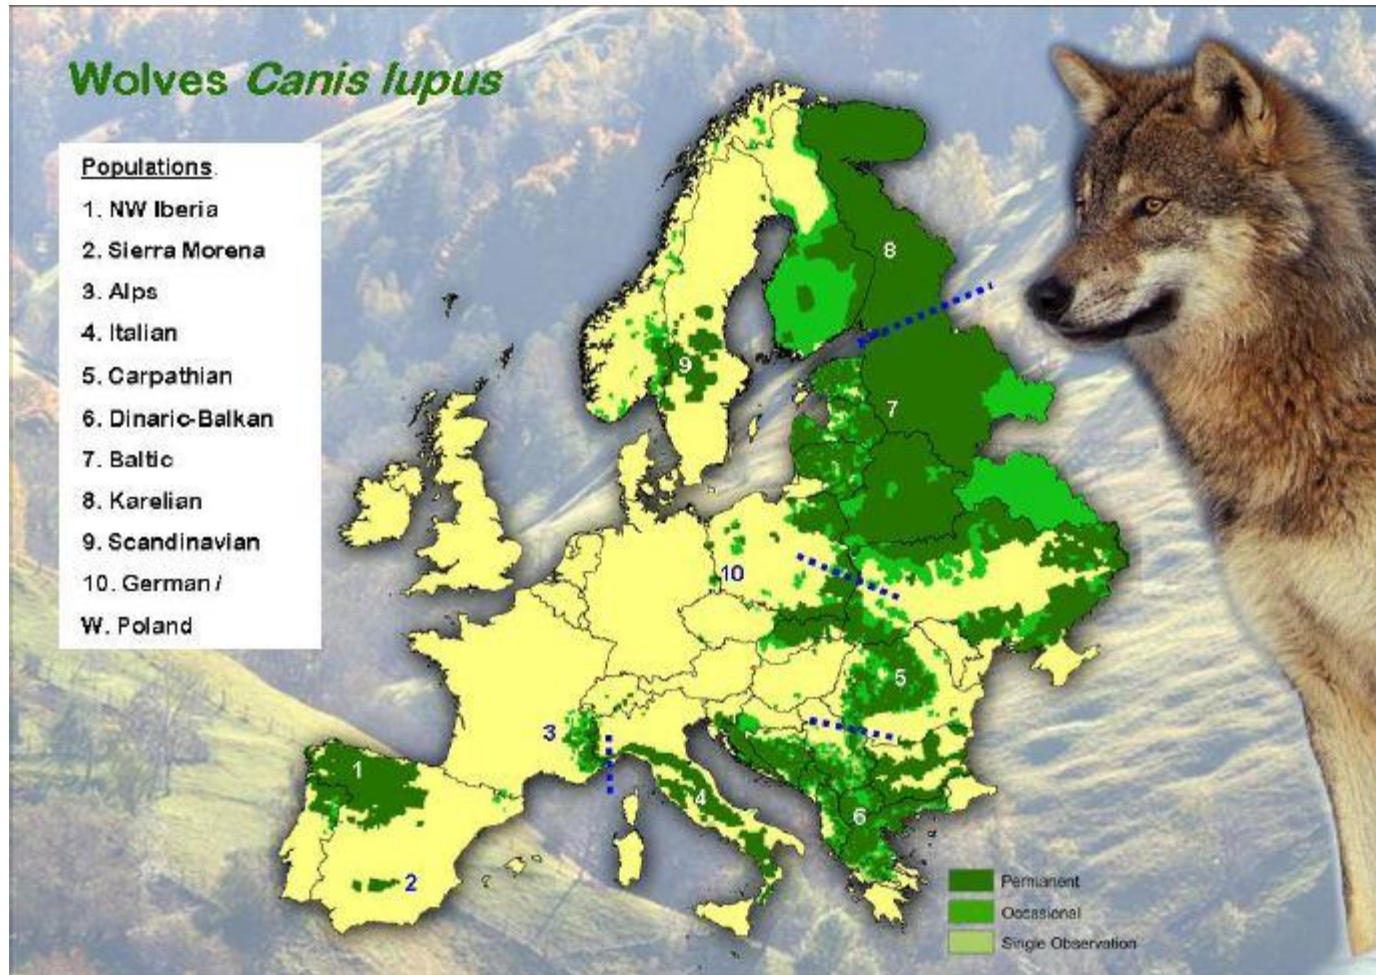 Wolves Canis lupus
Populations
1. NW Iberia
2. Sierra Morena
3. Alps
4. Italian
5. Carpathian
6. Dinaric-Balkan
7. Baltic
8. Karelian
9. Scandinavian
10. German /
W. Poland
8
9
7
10
5
3
1
4
6
2
Permanent
Occasional
Single Observation